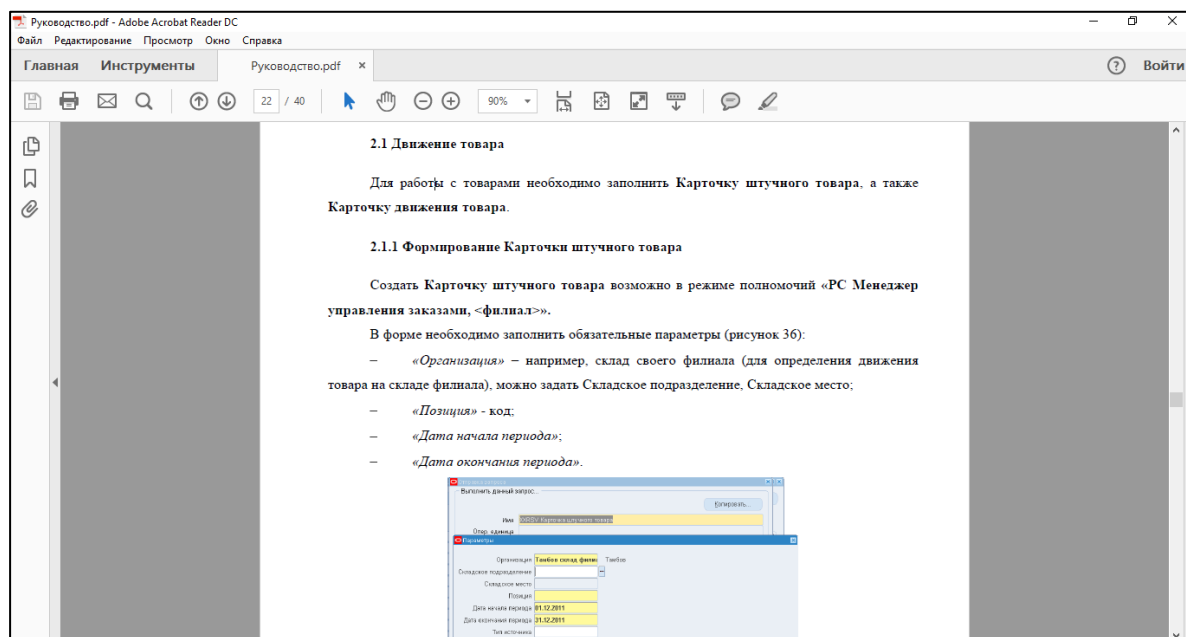 Руководство.pdf - Adobe Acrobat Reader DC
Файл Редактирование Просмотр Окно Справка
Главная Инструменты Руководство.pdf × Войти
22 / 40 90%
2.1 Движение товара
Для работы с товарами необходимо заполнить Карточку штучного товара, а также
Карточку движения товара.
2.1.1 Формирование Карточки штучного товара
Создать Карточку штучного товара возможно в режиме полномочий «РС Менеджер
управления заказами, <филиал>».
В форме необходимо заполнить обязательные параметры (рисунок 36):
– «Организация» – например, склад своего филиала (для определения движения
товара на складе филиала), можно задать Складское подразделение, Складское место;
– «Позиция» - код;
– «Дата начала периода»;
– «Дата окончания периода».
Выполнить данный запрос...
Копировать...
Имя Карточка штучного товара
Опер. единица
Параметры
Организация Тамбов склад филис Тамбов
Складское подразделение
Складское место
Позиция
Дата начала периода 01.12.2011
Дата окончания периода 31.12.2011
Тип источника